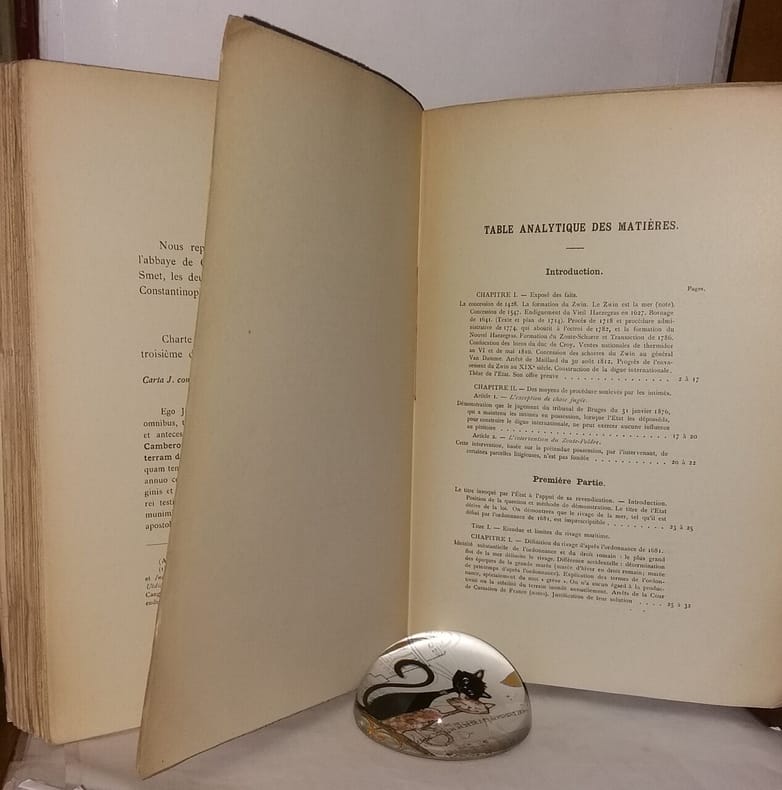 Nous rep
l'abbaye de
Smet, les deu
Constantinop
Charte
troisième
Carta J. con
Ego J
omnibus,
et anteces
Cambero
terram d
quam ten
annuo c
ginis et
rei testi
munim
apostol
(A
et
Cang
endu
TABLE ANALYTIQUE DES MATIÈRES.
Introduction.
Pages.
CHAPITRE I. — Exposé des faits.
La concession de 1428. La formation du Zwin. Le Zwin est la mer (note).
Concession de 1547. Endiguement du Vieil Hazegras en 1627. Bornage
de 1641. (Texte et plan de 1714). Procès de 1718 et procédure admi-
nistrative de 1774, qui aboutit à l'octroi de 1782, et la formation du
Nouvel Hazegras. Formation du Zoute-Schorre et Transaction de 1786.
Confiscation des biens du duc de Croy. Ventes nationales de thermidor
an VI et de mai 1810. Concession des schorres du Zwin au général
Van Damme. Arrêté de Maillard du 30 août 1812. Progrès de l'enva-
sement du Zwin au XIXe siècle. Construction de la digue internationale.
Thèse de l'État. Son offre preuve . . . . . . . . . . . . . . 2 à 17
CHAPITRE II. — Des moyens de procédure soulevés par les intimés.
Article 1. — L'exception de chose jugée.
Démonstration que le jugement du tribunal de Bruges du 31 janvier 1876,
qui a maintenu les intimés en possession, lorsque l'État les dépossèda,
pour construire le digue internationale, ne peut exercer aucune influence
au pétitoire . . . . . . . . . . . . . . . . . . . . . . 17 à 20
Article 2. — L'intervention du Zoute-Polder.
Cette intervention, basée sur la prétendue possession, par l'intervenant, de
certaines parcelles litigieuses, n'est pas fondée . . . . . . . . . . 20 à 22
Première Partie.
Le titre invoqué par l'État à l'appui de sa revendication. — Introduction.
Position de la question et méthode de démonstration. Le titre de l'État
dérive de la loi. On démontrera que le rivage de la mer, tel qu'il est
défini par l'ordonnance de 1681, est imprescriptible . . . . . . . . . 23 à 25
Titre I. — Étendue et limites du rivage maritime.
CHAPITRE I. — Définition du rivage d'après l'ordonnance de 1681.
Identité substantielle de l'ordonnance et du droit romain : le plus grand
flot de la mer délimite le rivage. Différence accidentelle : détermination
des époques de la grande marée (marée d'hiver en droit romain ; marée
de printemps d'après l'ordonnance). Explication des termes de l'ordon-
nance, spécialement du mot « grève ». On n'a aucun égard à la produc-
tivité ou la stérilité du terrain inondé annuellement. Arrêts de la Cour
de Cassation de France (notes). Justification de leur solution . . . . 25 à 32